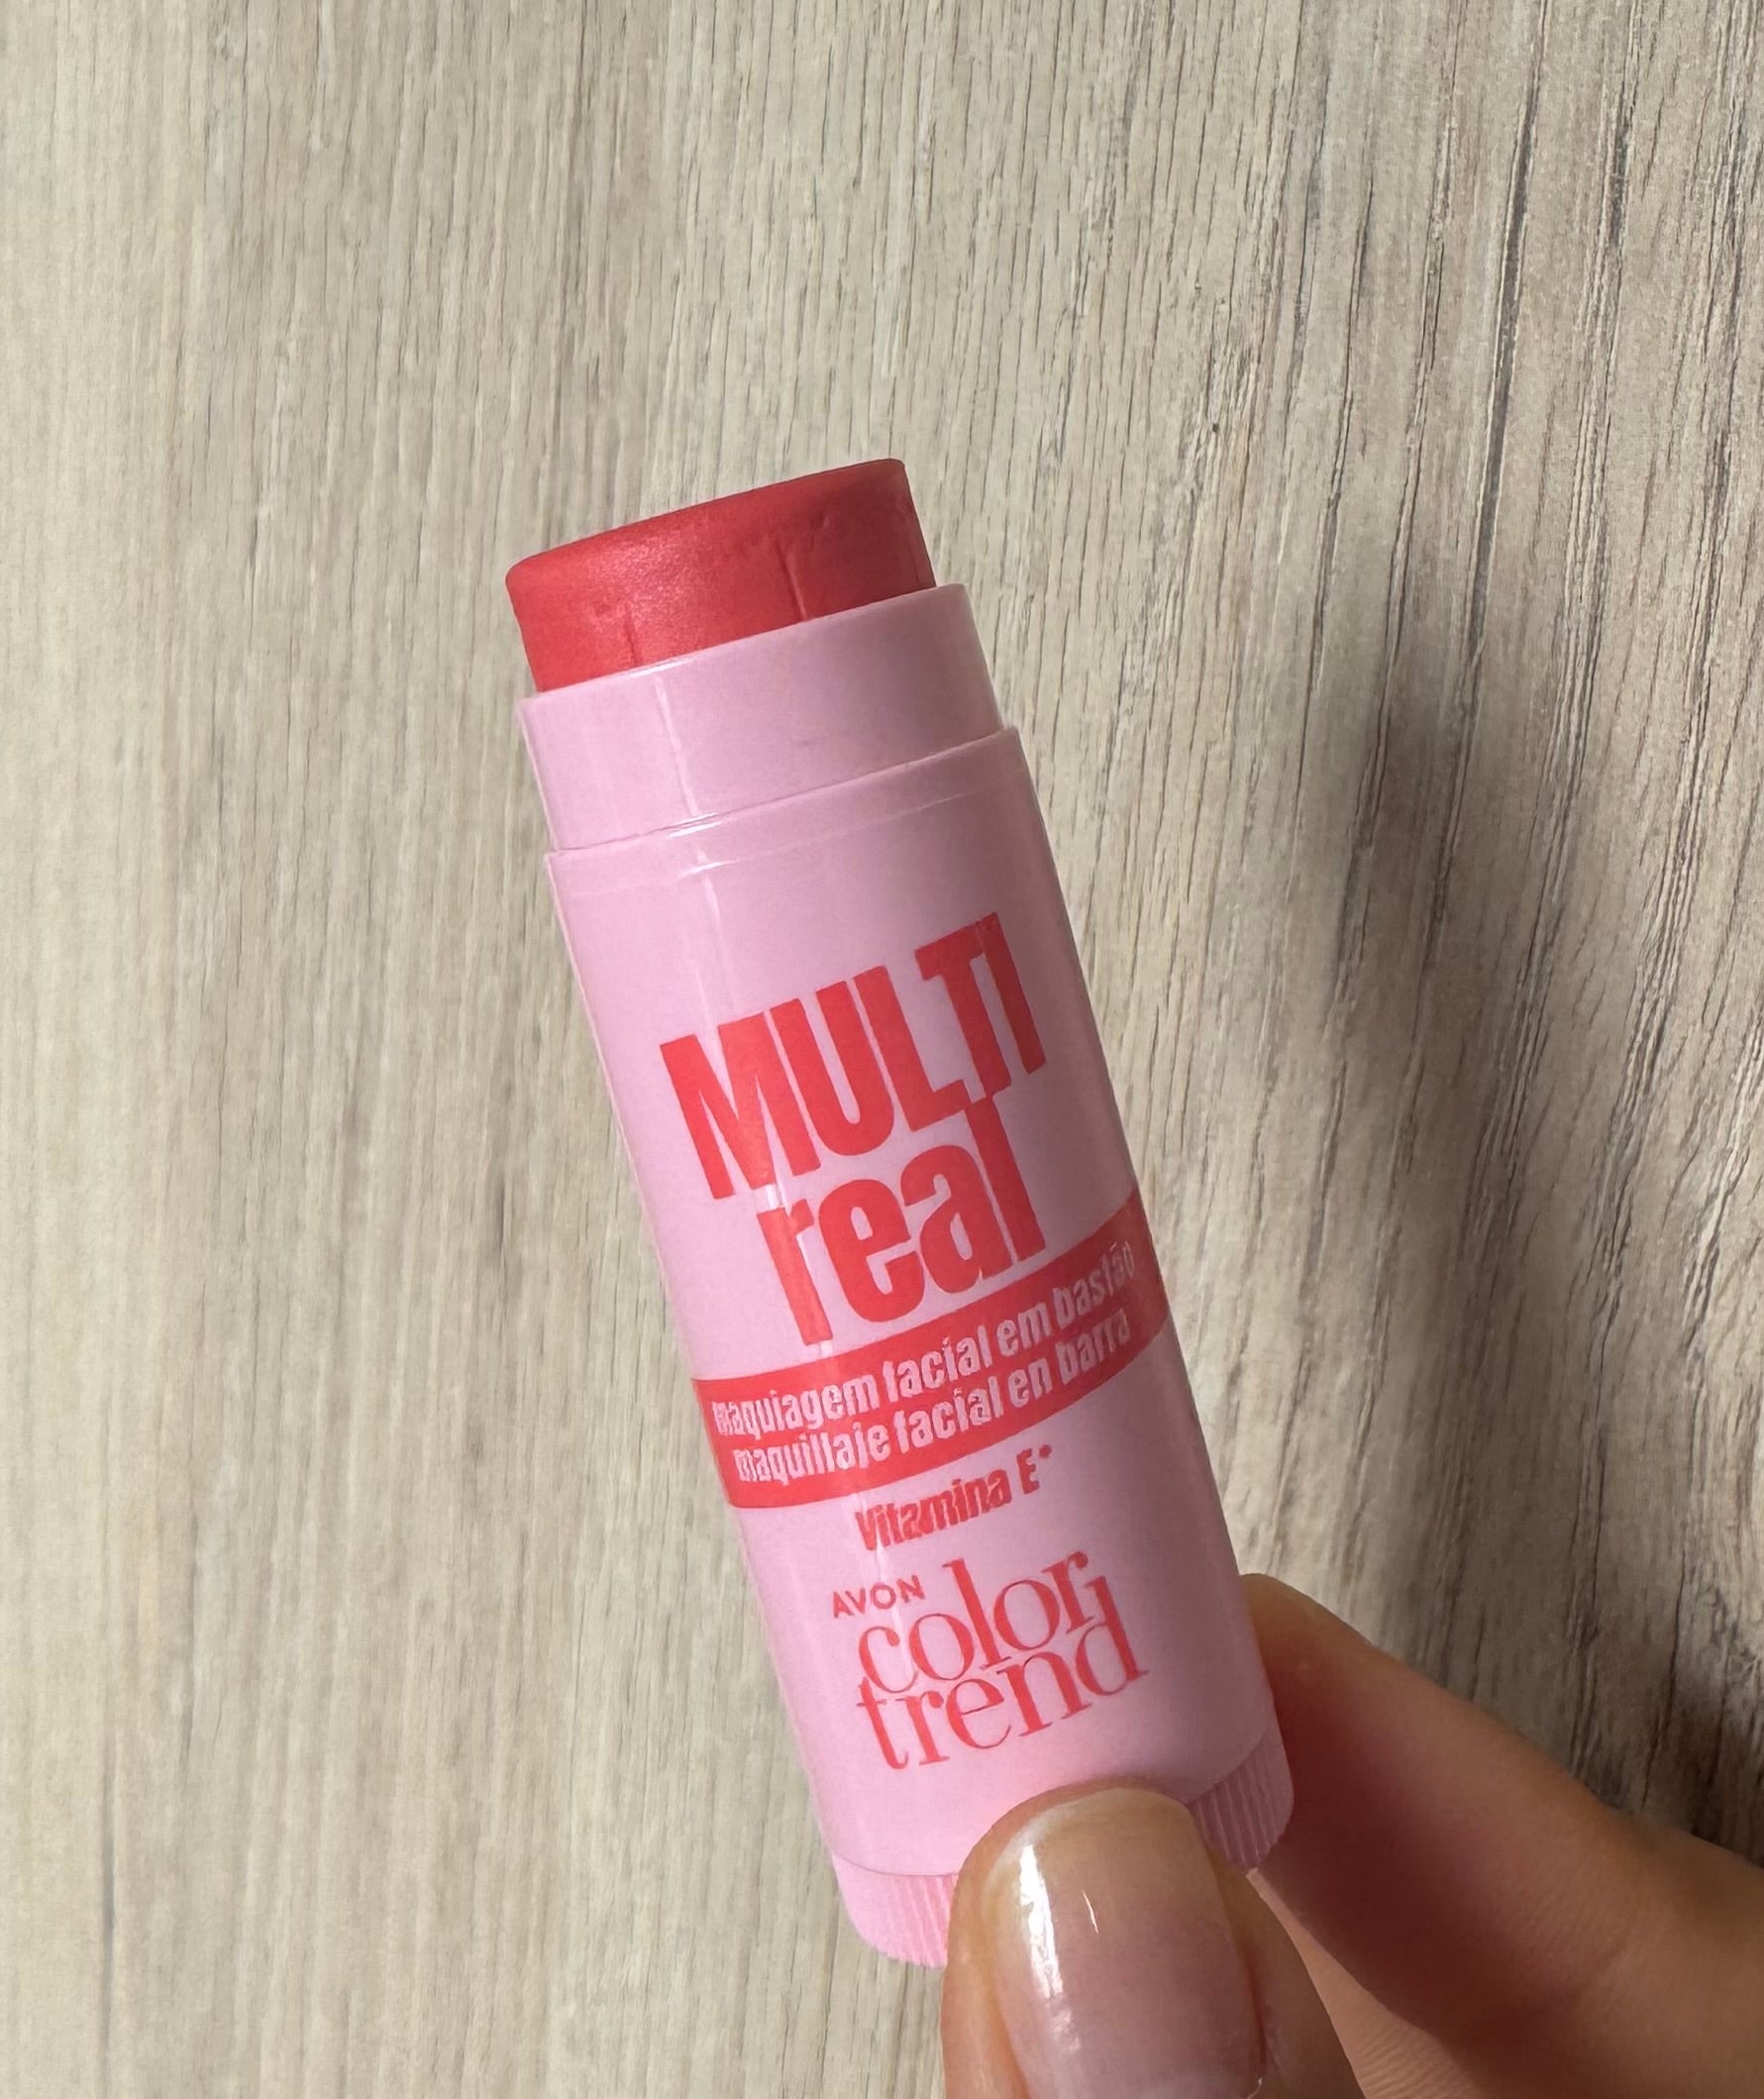 MULTI
real
maquiagem facial em bastão
maquillaje facial en barra
Vitamina E*
AVON
color
trend